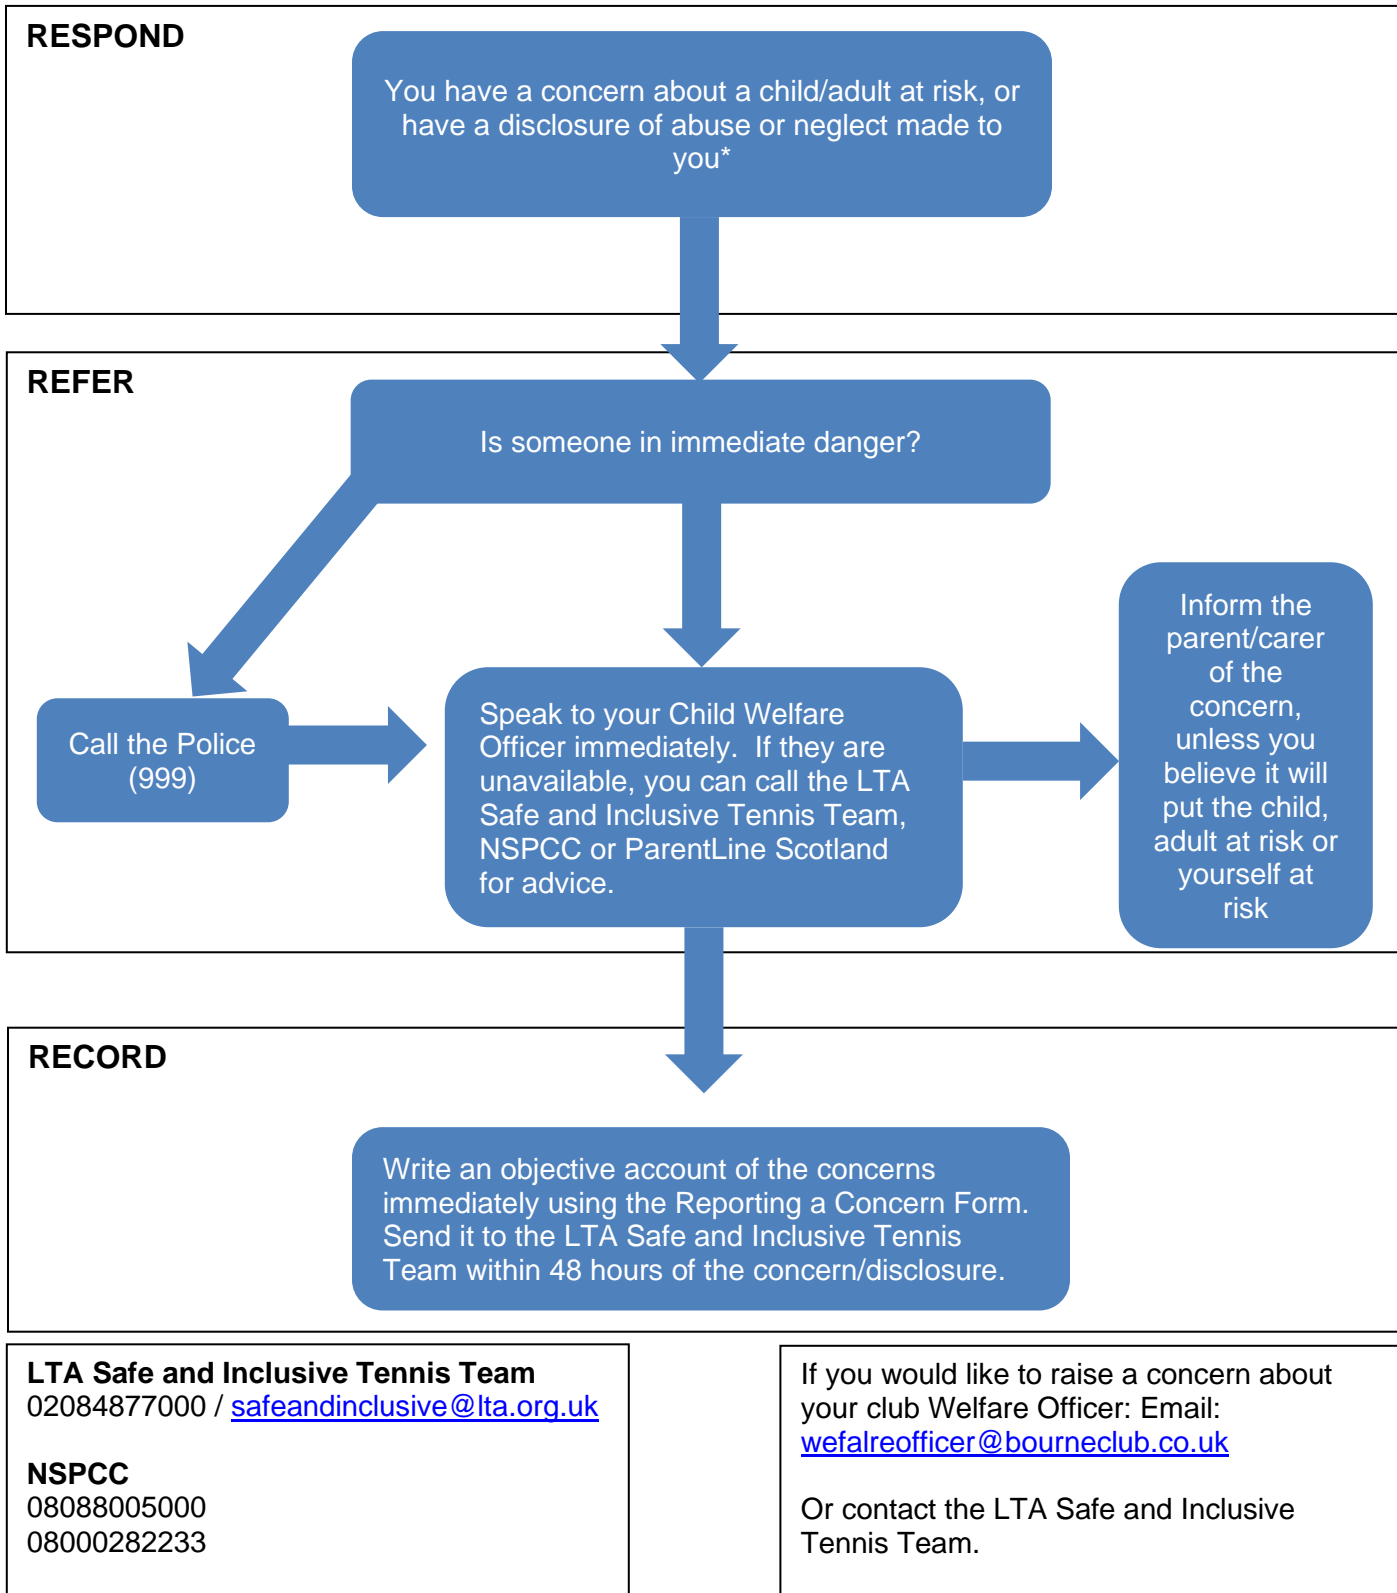 RESPOND
You have a concern about a child/adult at risk, or
have a disclosure of abuse or neglect made to
you*
REFER
Is someone in immediate danger?
Call the Police
(999)
Speak to your Child Welfare
Officer immediately.  If they are
unavailable, you can call the LTA
Safe and Inclusive Tennis Team,
NSPCC or ParentLine Scotland
for advice.
Inform the
parent/carer
of the
concern,
unless you
believe it will
put the child,
adult at risk or
yourself at
risk
RECORD
Write an objective account of the concerns
immediately using the Reporting a Concern Form.
Send it to the LTA Safe and Inclusive Tennis
Team within 48 hours of the concern/disclosure.
LTA Safe and Inclusive Tennis Team
02084877000 / safeandinclusive@lta.org.uk
NSPCC
08088005000
08000282233
If you would like to raise a concern about
your club Welfare Officer: Email:
wefalreofficer@bourneclub.co.uk
Or contact the LTA Safe and Inclusive
Tennis Team.